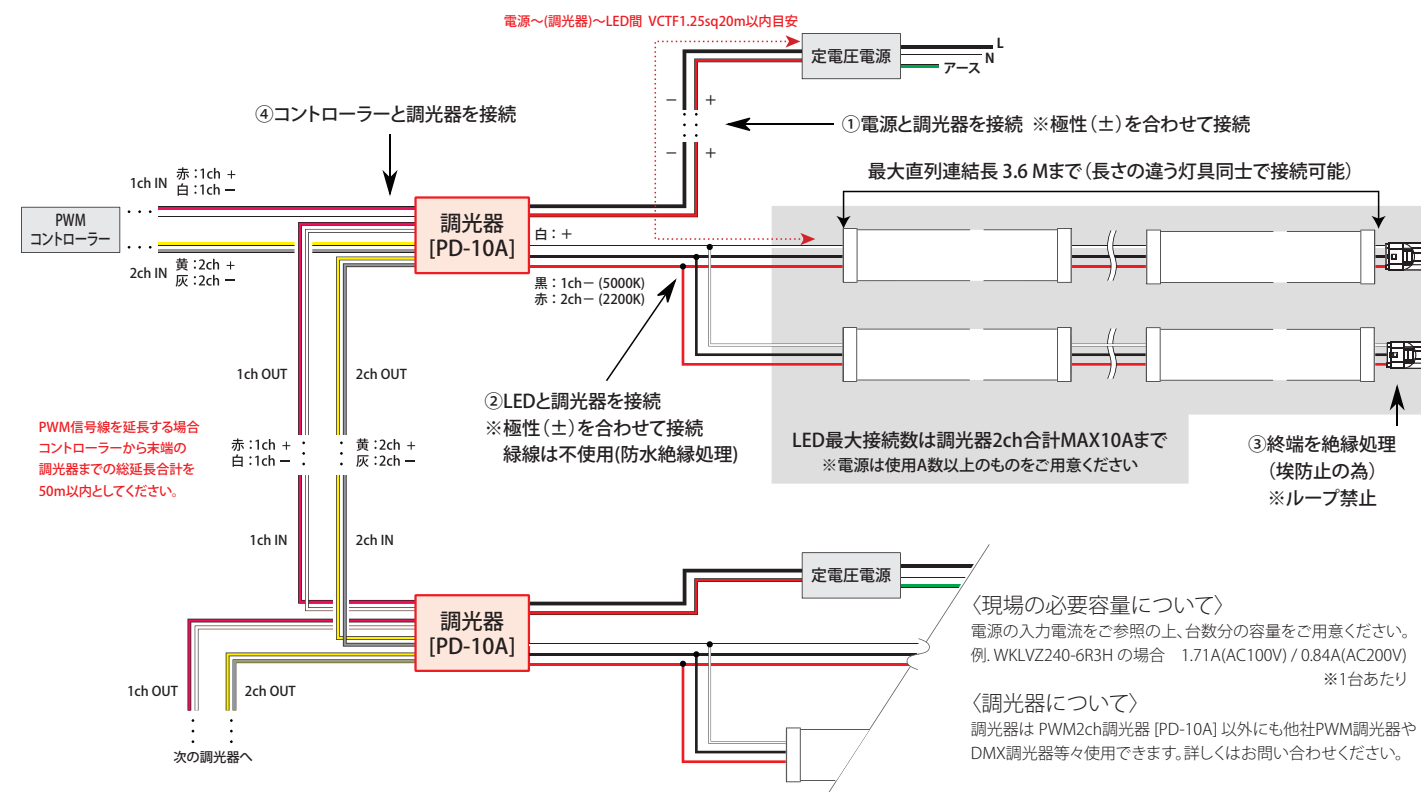 電源～(調光器)～LED間 VCTF1.25sq20m以内目安
定電圧電源
L
N
アース
－ ＋
－ ＋
④コントローラーと調光器を接続
①電源と調光器を接続 ※極性（±）を合わせて接続
最大直列連結長 3.6 Mまで（長さの違う灯具同士で接続可能）
1ch IN
赤：1ch ＋
白：1ch －
PWM
コントローラー
2ch IN
黄：2ch ＋
灰：2ch －
調光器
[PD-10A]
白：＋
黒：1ch－ (5000K)
赤：2ch－ (2200K)
1ch OUT
2ch OUT
②LEDと調光器を接続
※極性（±）を合わせて接続
緑線は不使用(防水絶縁処理)
PWM信号線を延長する場合
コントローラーから末端の
調光器までの総延長合計を
50m以内としてください。
赤：1ch ＋
白：1ch －
黄：2ch ＋
灰：2ch －
LED最大接続数は調光器2ch合計MAX10Aまで
※電源は使用A数以上のものをご用意ください
③終端を絶縁処理
（埃防止の為）
※ループ禁止
1ch IN
2ch IN
定電圧電源
調光器
[PD-10A]
1ch OUT
2ch OUT
次の調光器へ
〈現場の必要容量について〉
電源の入力電流をご参照の上、台数分の容量をご用意ください。
例. WKLVZ240-6R3H の場合 1.71A(AC100V) / 0.84A(AC200V)
※1台あたり
〈調光器について〉
調光器は PWM2ch調光器 [PD-10A] 以外にも他社PWM調光器や
DMX調光器等々使用できます。詳しくはお問い合わせください。